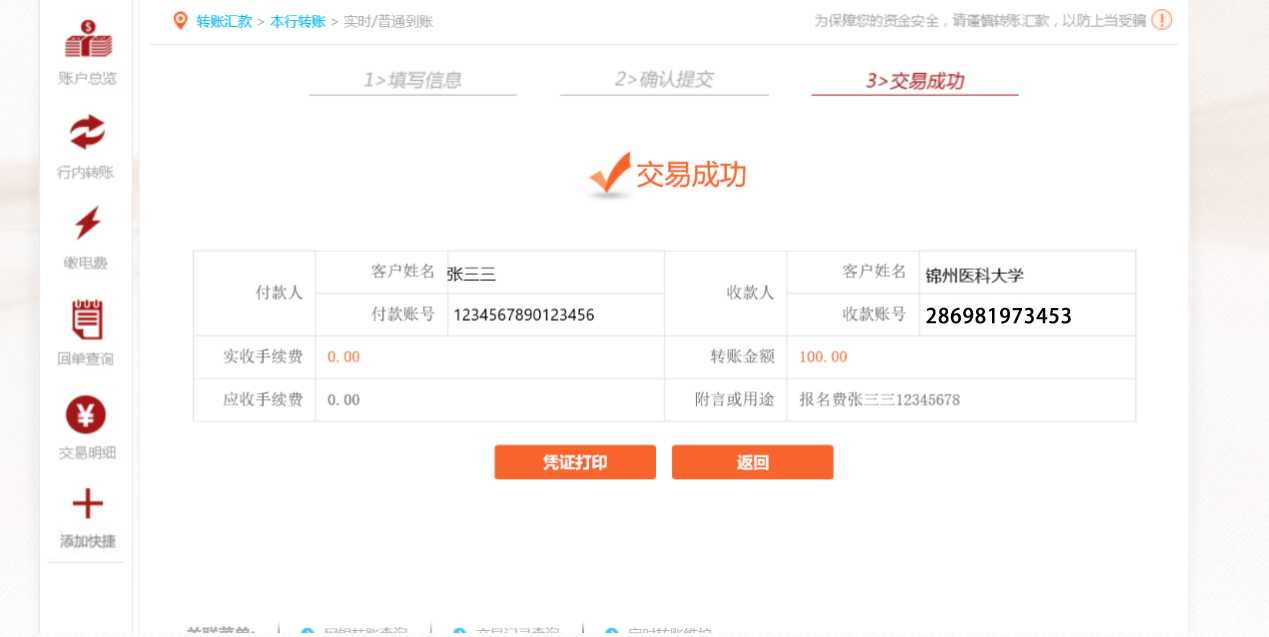 转账汇款 > 本行转账 > 实时/普通到账
为保障您的资金安全，请谨慎转账汇款，以防上当受骗
账户总览
行内转账
缴电费
回单查询
交易明细
添加快捷
1>填写信息 2>确认提交 3>交易成功
交易成功
付款人 客户姓名 张三三 收款人 客户姓名 锦州医科大学
付款账号 1234567890123456 收款账号 286981973453
实收手续费 0.00 转账金额 100.00
应收手续费 0.00 附言或用途 报名费张三三12345678
凭证打印 返回